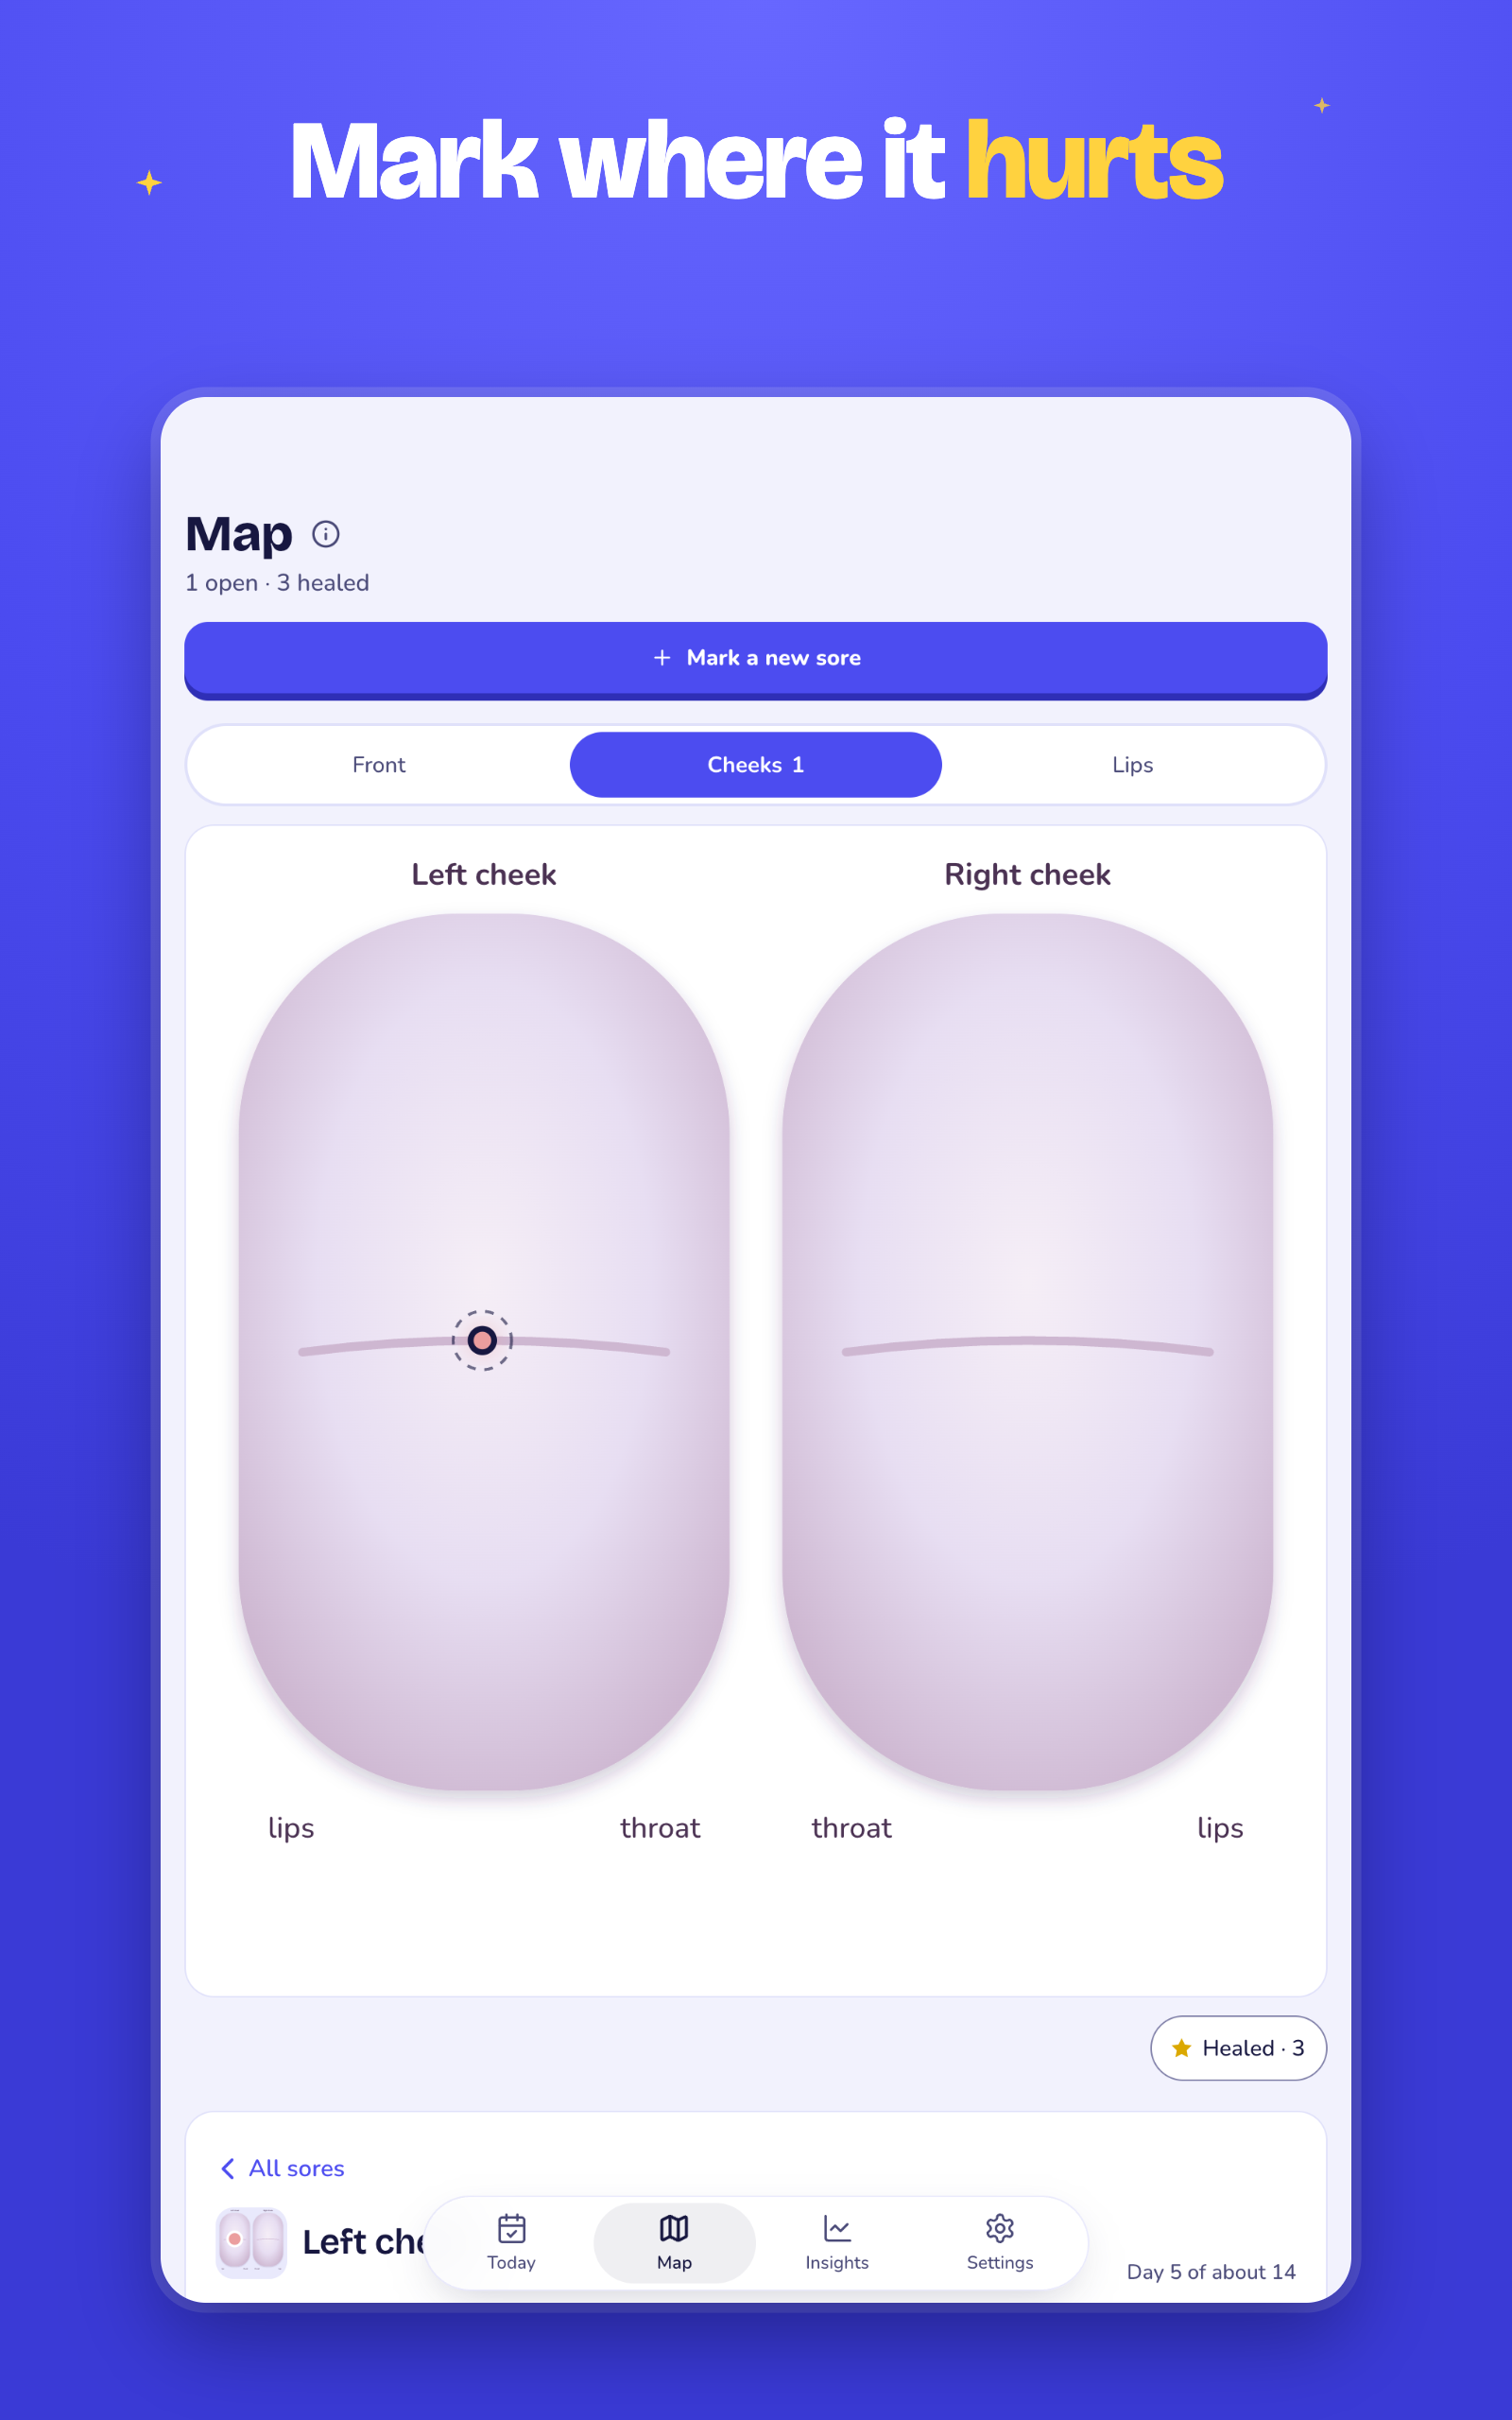 Mark where it hurts
Map
1 open · 3 healed
+ Mark a new sore
Front
Cheeks 1
Lips
Left cheek
Right cheek
lips
throat
throat
lips
Healed · 3
All sores
Left che
Today
Map
Insights
Settings
Day 5 of about 14